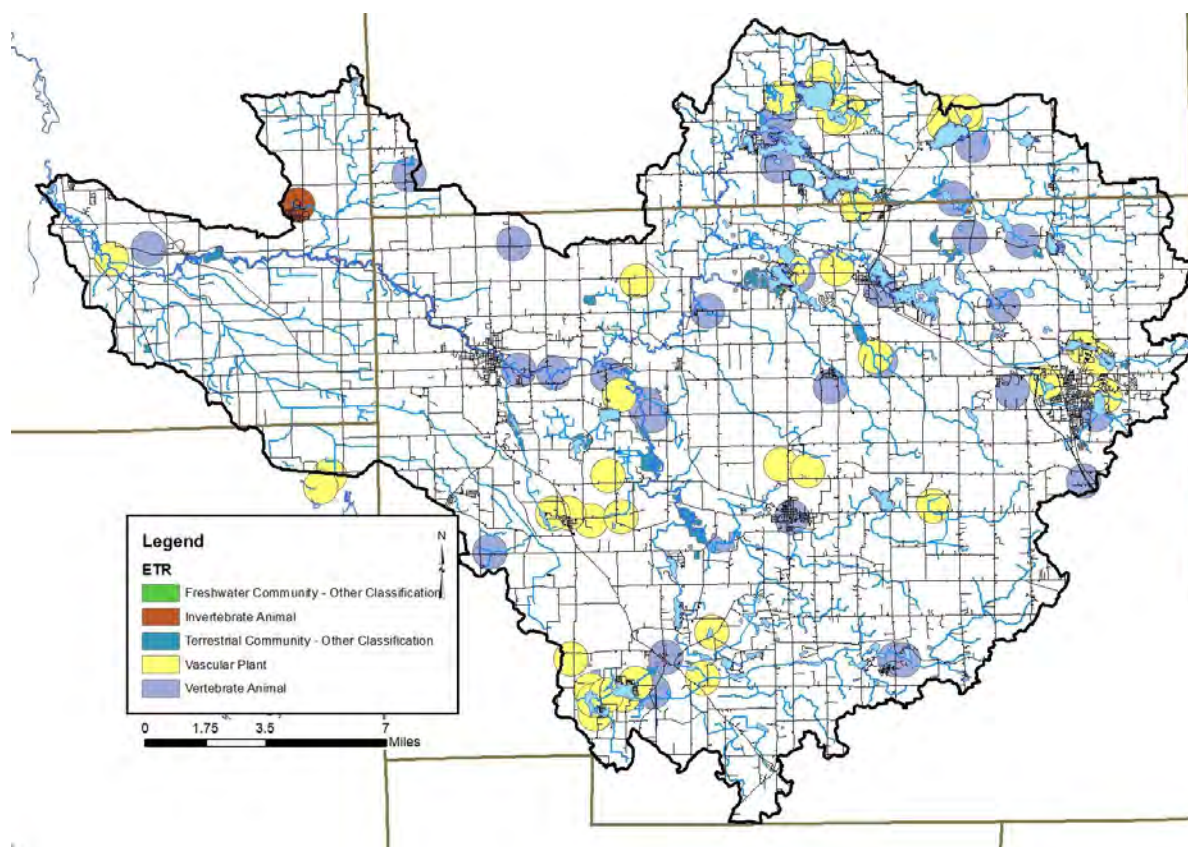 Legend
N
ETR
Freshwater Community - Other Classification
Invertebrate Animal
Terrestrial Community - Other Classification
Vascular Plant
Vertebrate Animal
0 1.75 3.5 7
Miles